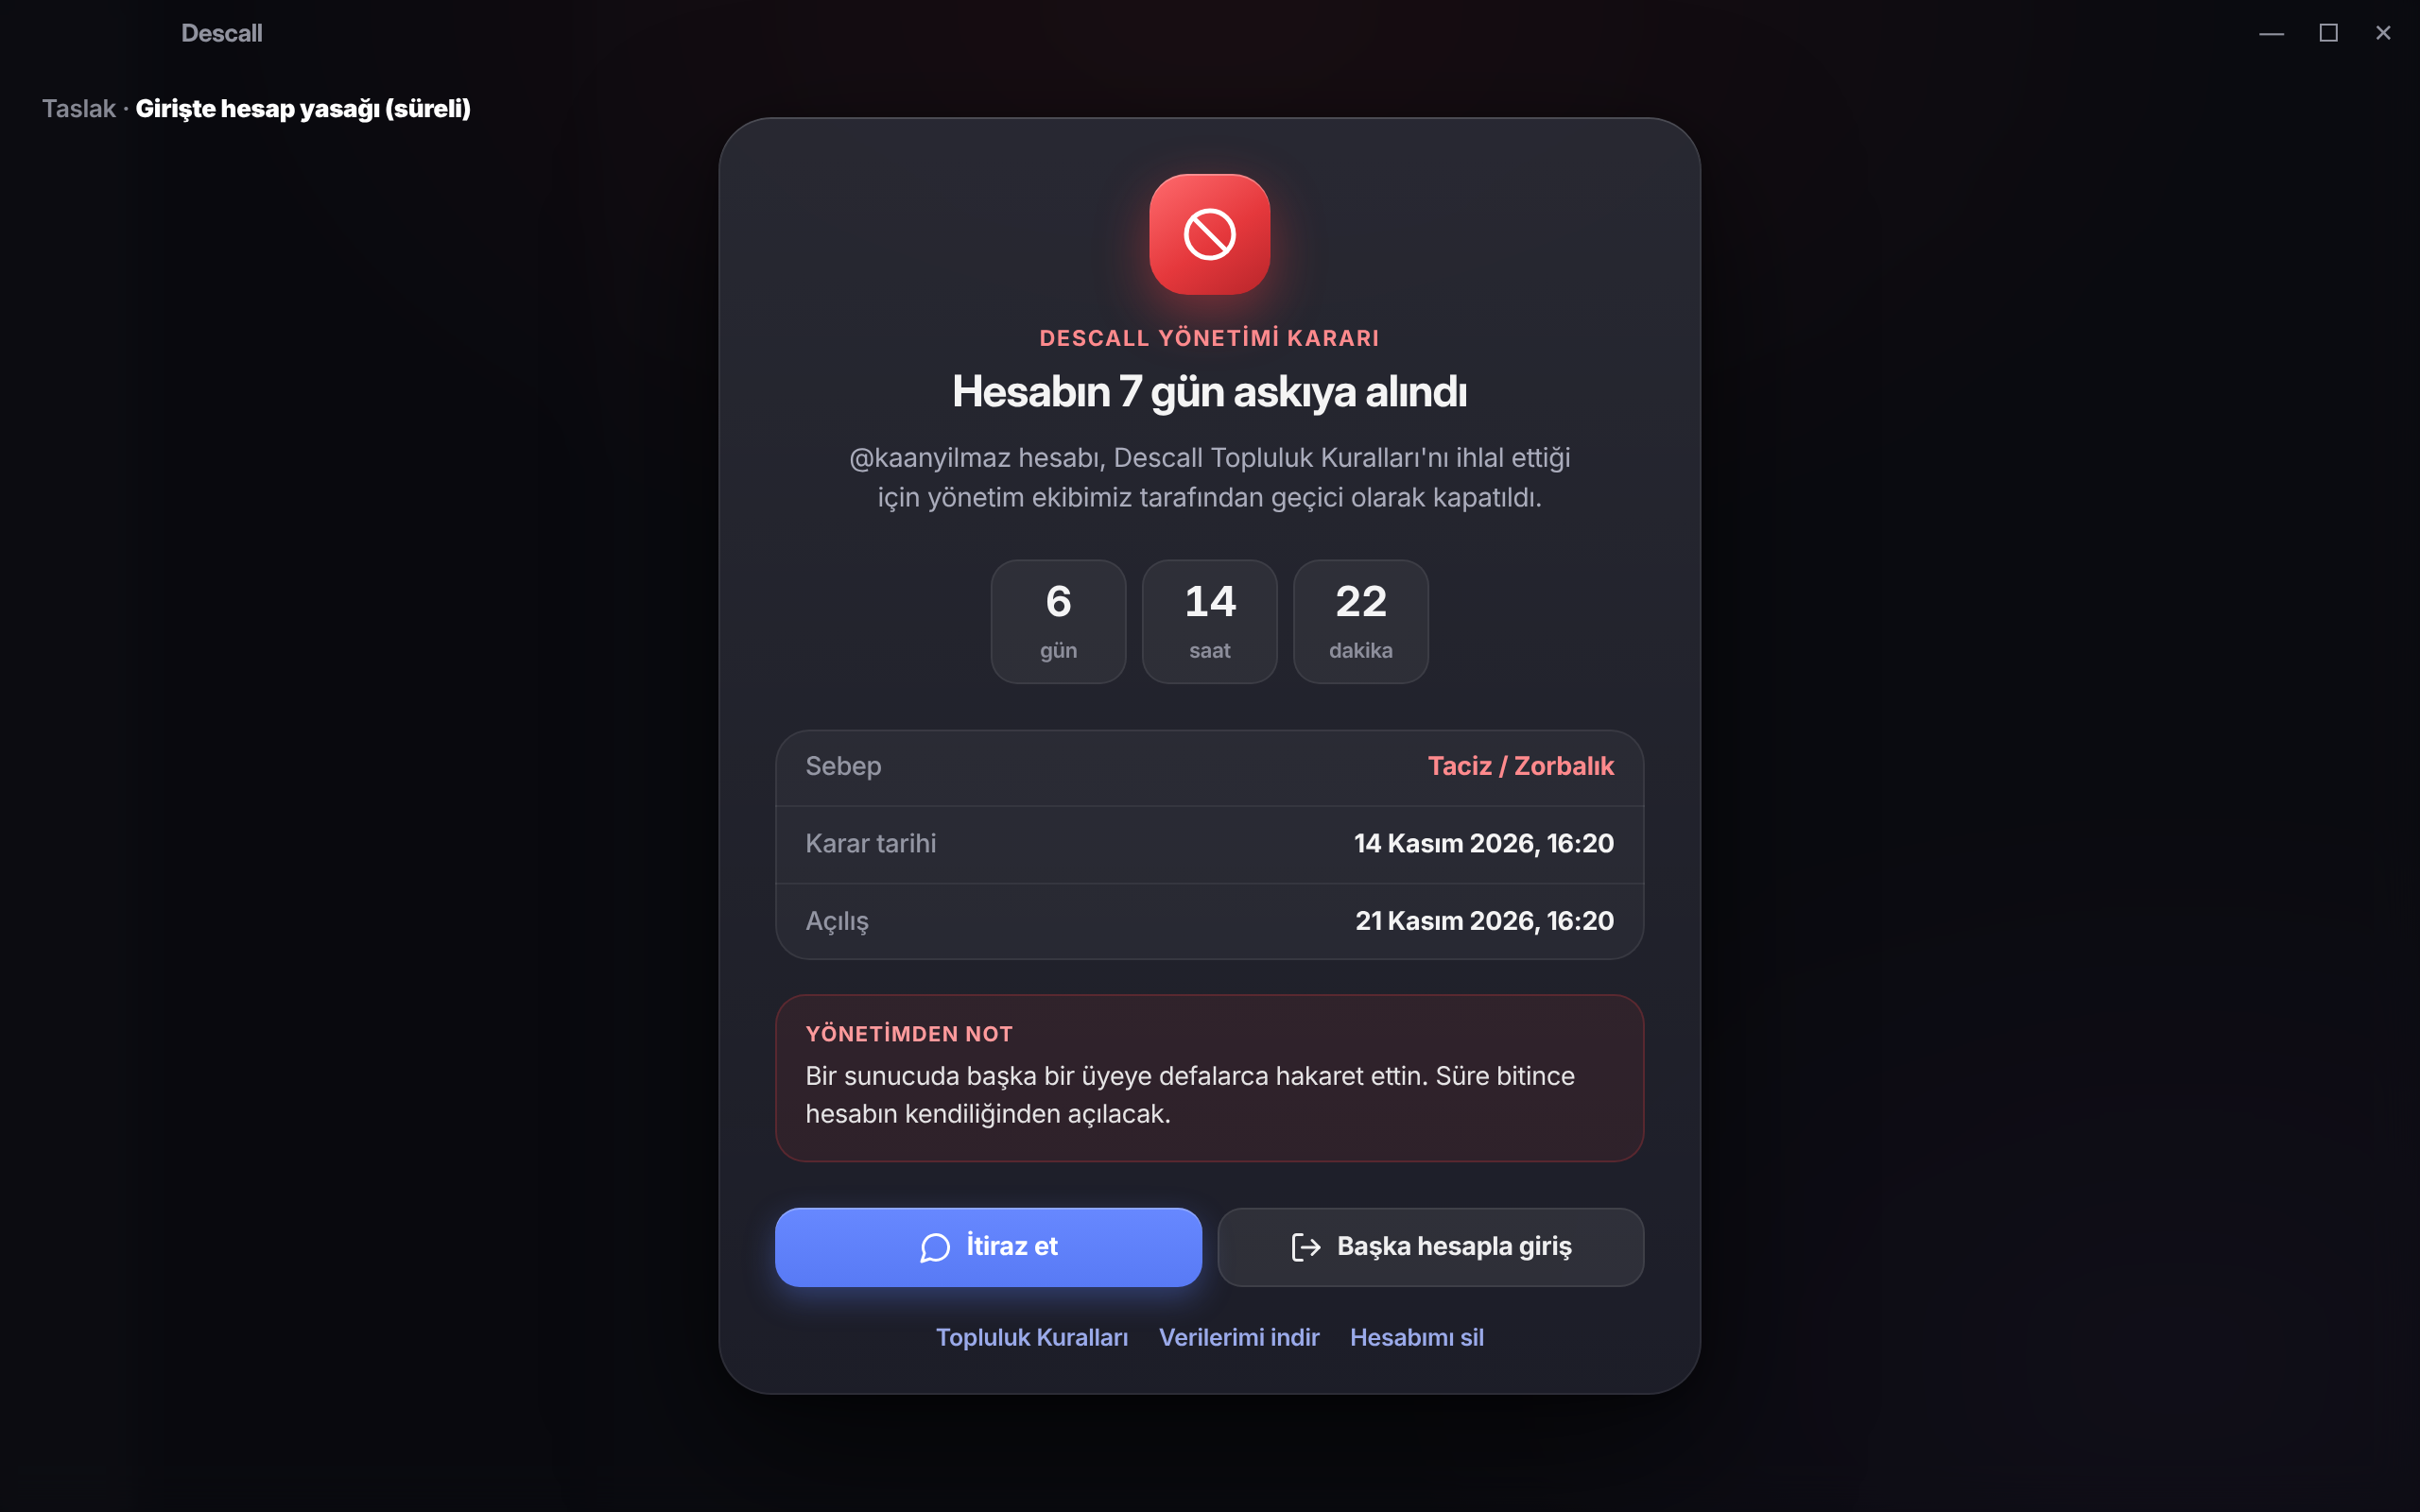 Descall
Taslak · Girişte hesap yasağı (süreli)
DESCALL YÖNETİMİ KARARI
Hesabın 7 gün askıya alındı
@kaanyilmaz hesabı, Descall Topluluk Kuralları'nı ihlal ettiği
için yönetim ekibimiz tarafından geçici olarak kapatıldı.
6 14 22
gün saat dakika
Sebep Taciz / Zorbalık
Karar tarihi 14 Kasım 2026, 16:20
Açılış 21 Kasım 2026, 16:20
YÖNETİMDEN NOT
Bir sunucuda başka bir üyeye defalarca hakaret ettin. Süre bitince
hesabın kendiliğinden açılacak.
İtiraz et Başka hesapla giriş
Topluluk Kuralları Verilerimi indir Hesabımı sil